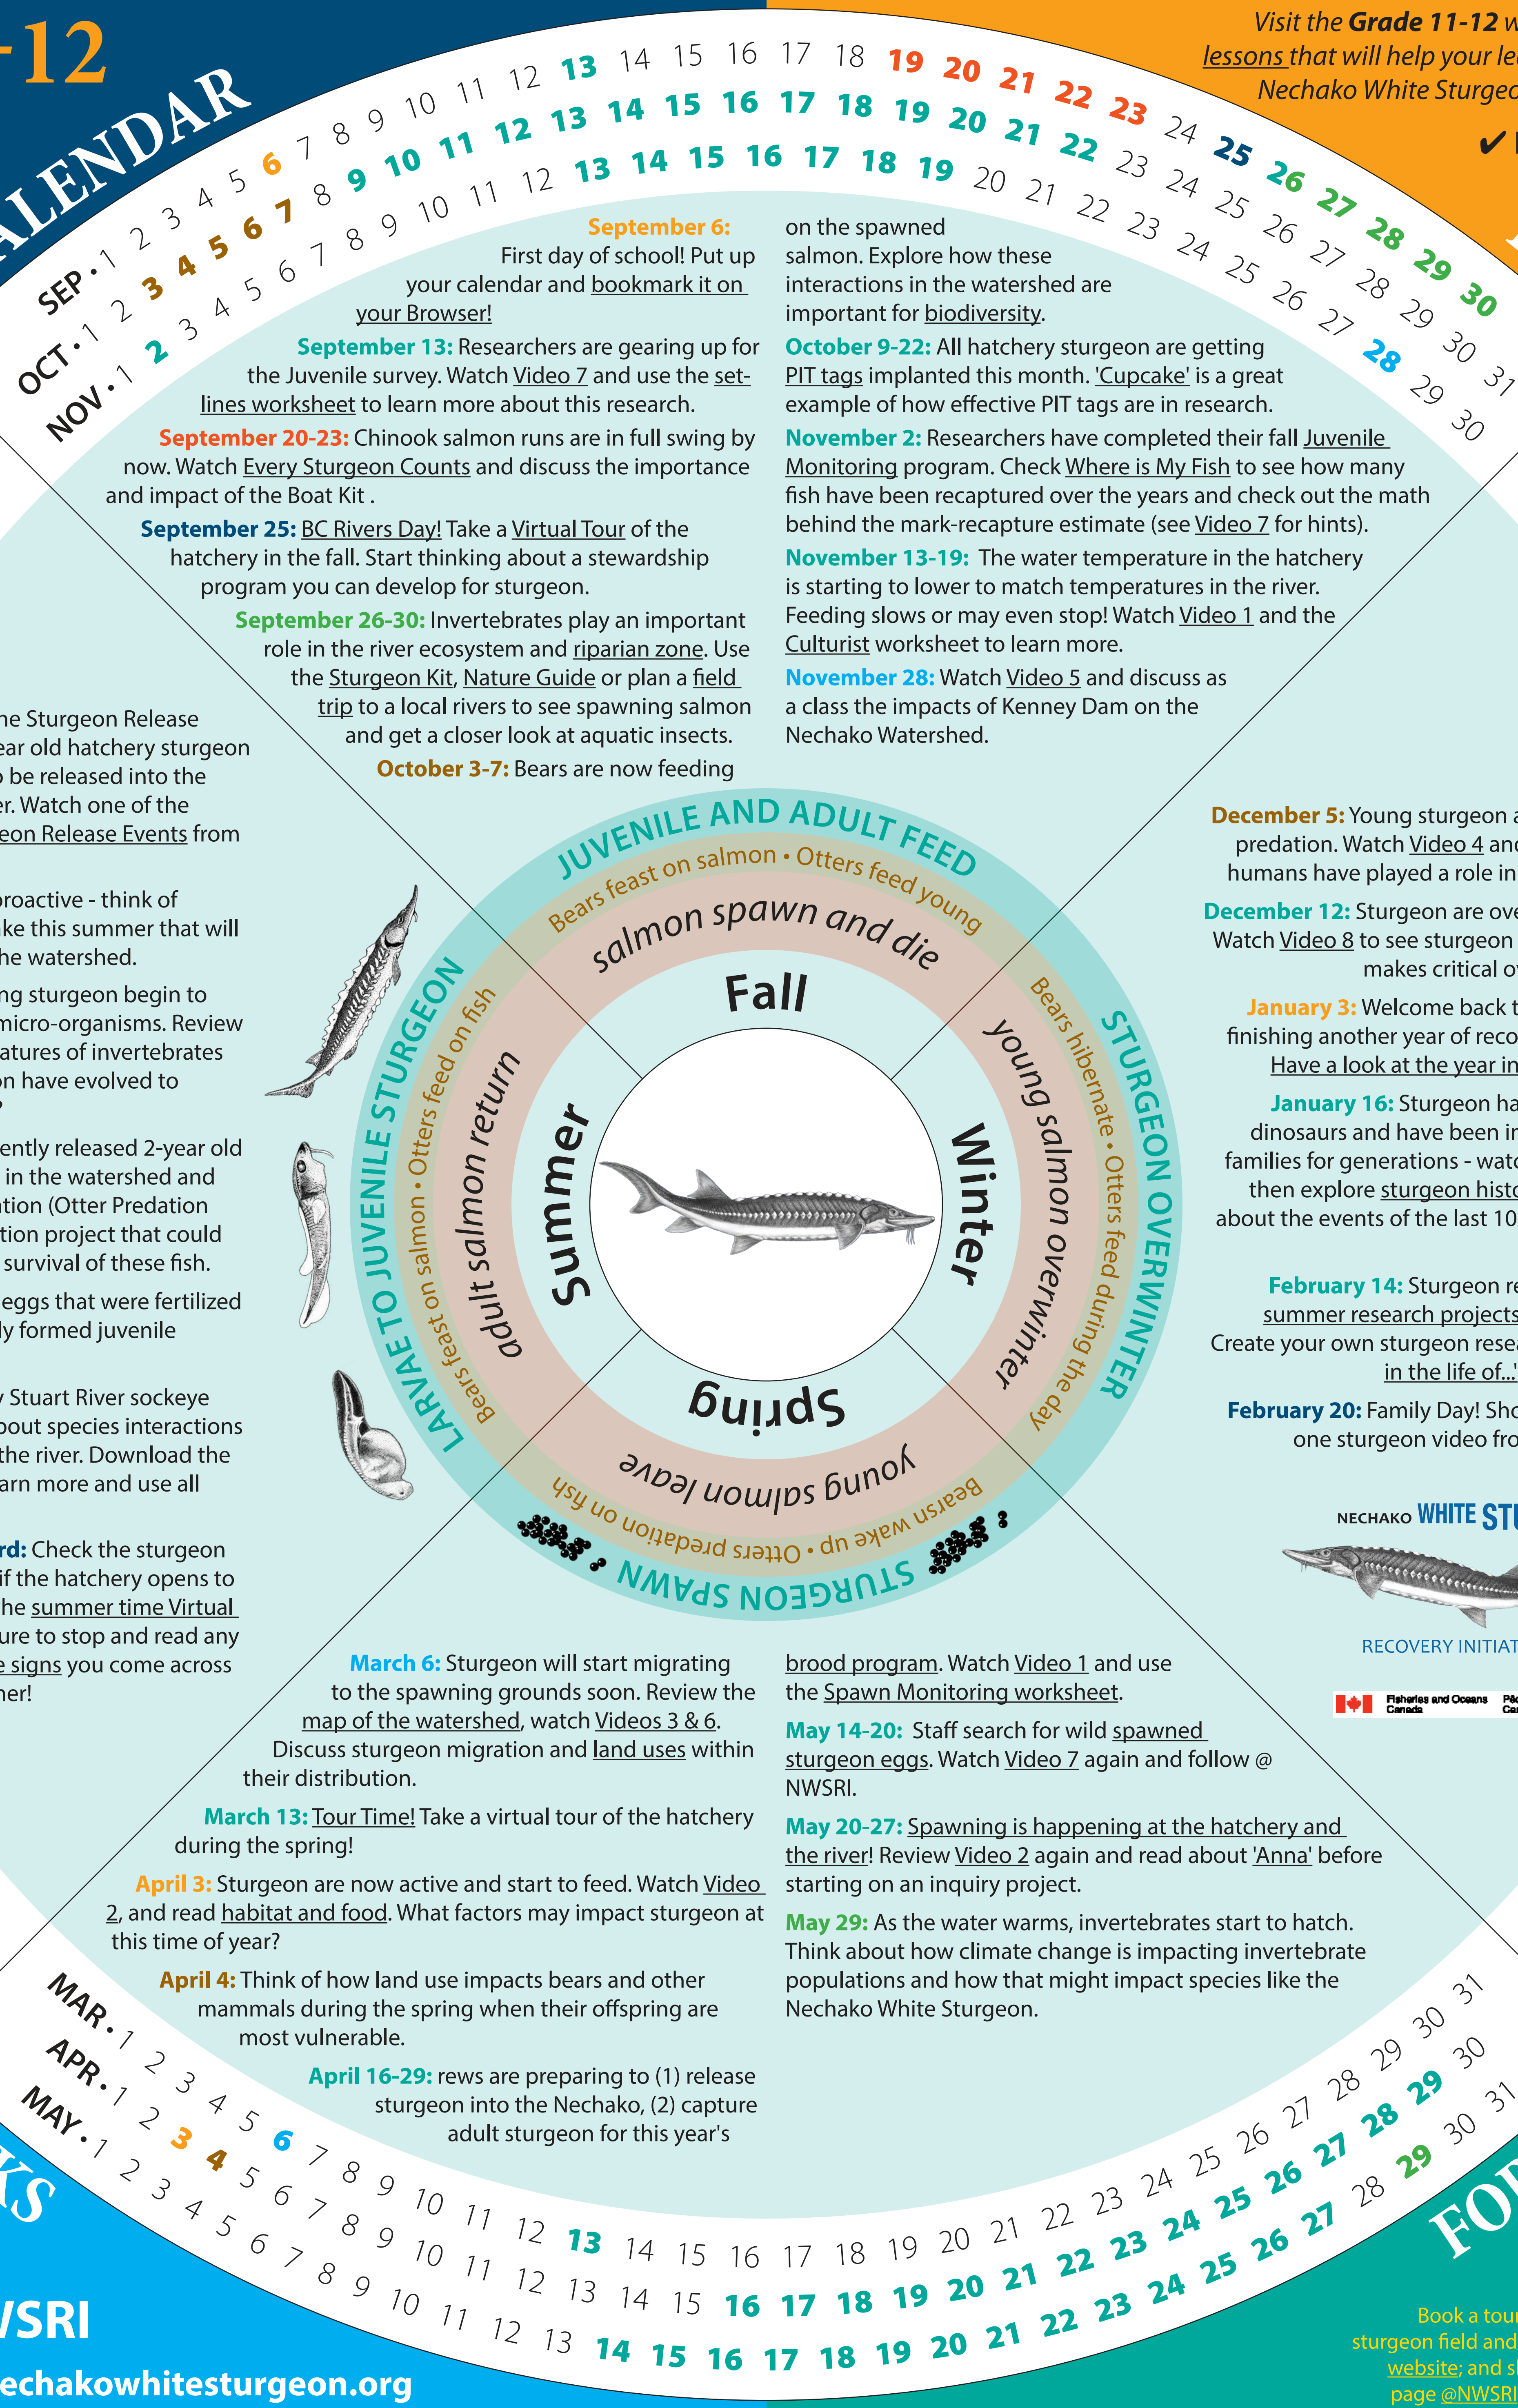 -12
ALENDAR
Visit the Grade 11-12 w
lessons that will help your le
Nechako White Sturgeo
✔
SEP • 1 2 3 4 5 6 7 8 9 10 11 12 13 14 15 16 17 18 19 20 21 22 23 24 25 26 27 28 29 30
OCT • 1 2 3 4 5 6 7 8 9 10 11 12 13 14 15 16 17 18 19 20 21 22 23 24 25 26 27 28 29 30 31
NOV • 1 2 3 4 5 6 7 8 9 10 11 12 13 14 15 16 17 18 19 20 21 22 23 24 25 26 27 28 29 30
September 6:
First day of school! Put up
your calendar and bookmark it on
your Browser!
September 13: Researchers are gearing up for
the Juvenile survey. Watch Video 7 and use the set-
lines worksheet to learn more about this research.
September 20-23: Chinook salmon runs are in full swing by
now. Watch Every Sturgeon Counts and discuss the importance
and impact of the Boat Kit .
September 25: BC Rivers Day! Take a Virtual Tour of the
hatchery in the fall. Start thinking about a stewardship
program you can develop for sturgeon.
September 26-30: Invertebrates play an important
role in the river ecosystem and riparian zone. Use
the Sturgeon Kit, Nature Guide or plan a field
trip to a local rivers to see spawning salmon
and get a closer look at aquatic insects.
October 3-7: Bears are now feeding
on the spawned
salmon. Explore how these
interactions in the watershed are
important for biodiversity.
October 9-22: All hatchery sturgeon are getting
PIT tags implanted this month. 'Cupcake' is a great
example of how effective PIT tags are in research.
November 2: Researchers have completed their fall Juvenile
Monitoring program. Check Where is My Fish to see how many
fish have been recaptured over the years and check out the math
behind the mark-recapture estimate (see Video 7 for hints).
November 13-19: The water temperature in the hatchery
is starting to lower to match temperatures in the river.
Feeding slows or may even stop! Watch Video 1 and the
Culturist worksheet to learn more.
November 28: Watch Video 5 and discuss as
a class the impacts of Kenney Dam on the
Nechako Watershed.
he Sturgeon Release
ear old hatchery sturgeon
o be released into the
er. Watch one of the
eon Release Events from
proactive - think of
ake this summer that will
he watershed.
ng sturgeon begin to
micro-organisms. Review
atures of invertebrates
on have evolved to
?
ently released 2-year old
in the watershed and
ation (Otter Predation
tion project that could
survival of these fish.
eggs that were fertilized
ly formed juvenile
y Stuart River sockeye
bout species interactions
the river. Download the
arn more and use all
rd: Check the sturgeon
if the hatchery opens to
he summer time Virtual
ure to stop and read any
e signs you come across
ner!
JUVENILE AND ADULT FEED
Bears feast on salmon • Otters feed young
salmon spawn and die
Fall
STURGEON OVERWINTER
Bears hibernate • Otters feed during the day
young salmon overwinter
Winter
STURGEON SPAWN
Bearsn wake up • Otters predation on fish
young salmon leave
Spring
LARVAE TO JUVENILE STURGEON
Bears feast on salmon • Otters feed on fish
adult salmon return
Summer
December 5: Young sturgeon a
predation. Watch Video 4 and
humans have played a role in
December 12: Sturgeon are ove
Watch Video 8 to see sturgeon
makes critical ov
January 3: Welcome back t
finishing another year of reco
Have a look at the year in
January 16: Sturgeon ha
dinosaurs and have been in
families for generations - watc
then explore sturgeon histo
about the events of the last 10
February 14: Sturgeon re
summer research projects
Create your own sturgeon resea
in the life of...'
February 20: Family Day! Sho
one sturgeon video fro
NECHAKO WHITE STU
RECOVERY INITIAT
Fisheries and Oceans
Canada
Pê
Ca
March 6: Sturgeon will start migrating
to the spawning grounds soon. Review the
map of the watershed, watch Videos 3 & 6.
Discuss sturgeon migration and land uses within
their distribution.
March 13: Tour Time! Take a virtual tour of the hatchery
during the spring!
April 3: Sturgeon are now active and start to feed. Watch Video
2, and read habitat and food. What factors may impact sturgeon at
this time of year?
April 4: Think of how land use impacts bears and other
mammals during the spring when their offspring are
most vulnerable.
April 16-29: rews are preparing to (1) release
sturgeon into the Nechako, (2) capture
adult sturgeon for this year's
brood program. Watch Video 1 and use
the Spawn Monitoring worksheet.
May 14-20: Staff search for wild spawned
sturgeon eggs. Watch Video 7 again and follow @
NWSRI.
May 20-27: Spawning is happening at the hatchery and
the river! Review Video 2 again and read about 'Anna' before
starting on an inquiry project.
May 29: As the water warms, invertebrates start to hatch.
Think about how climate change is impacting invertebrate
populations and how that might impact species like the
Nechako White Sturgeon.
MAR • 1 2 3 4 5 6 7 8 9 10 11 12 13 14 15 16 17 18 19 20 21 22 23 24 25 26 27 28 29 30 31
APR • 1 2 3 4 5 6 7 8 9 10 11 12 13 14 15 16 17 18 19 20 21 22 23 24 25 26 27 28 29 30
MAY • 1 2 3 4 5 6 7 8 9 10 11 12 13 14 15 16 17 18 19 20 21 22 23 24 25 26 27 28 29 30 31
KS
WSRI
echakowhitesturgeon.org
FOR
Book a tour
sturgeon field and
website; and s
page @NWSRI